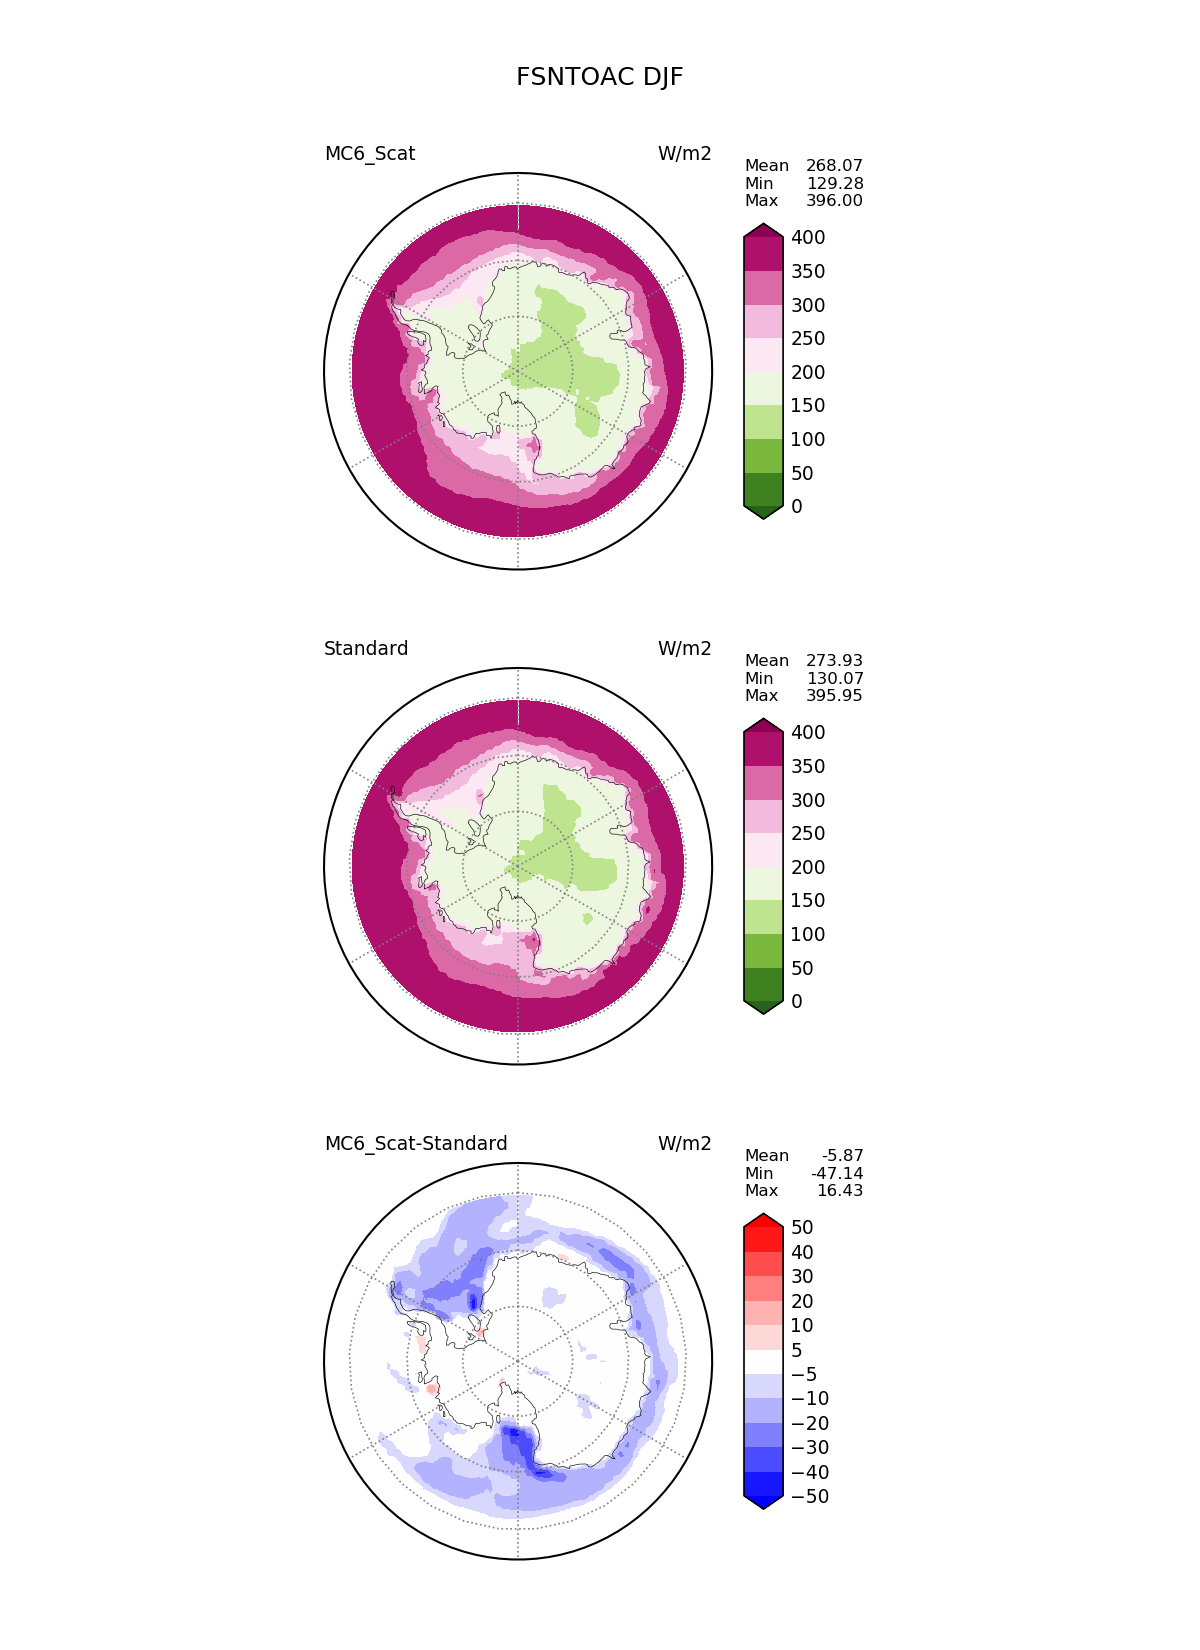 FSNTOAC DJF
MC6_Scat W/m2
Mean 268.07
Min 129.28
Max 396.00
400
350
300
250
200
150
100
50
0
Standard W/m2
Mean 273.93
Min 130.07
Max 395.95
400
350
300
250
200
150
100
50
0
MC6_Scat-Standard W/m2
Mean -5.87
Min -47.14
Max 16.43
50
40
30
20
10
5
−5
−10
−20
−30
−40
−50